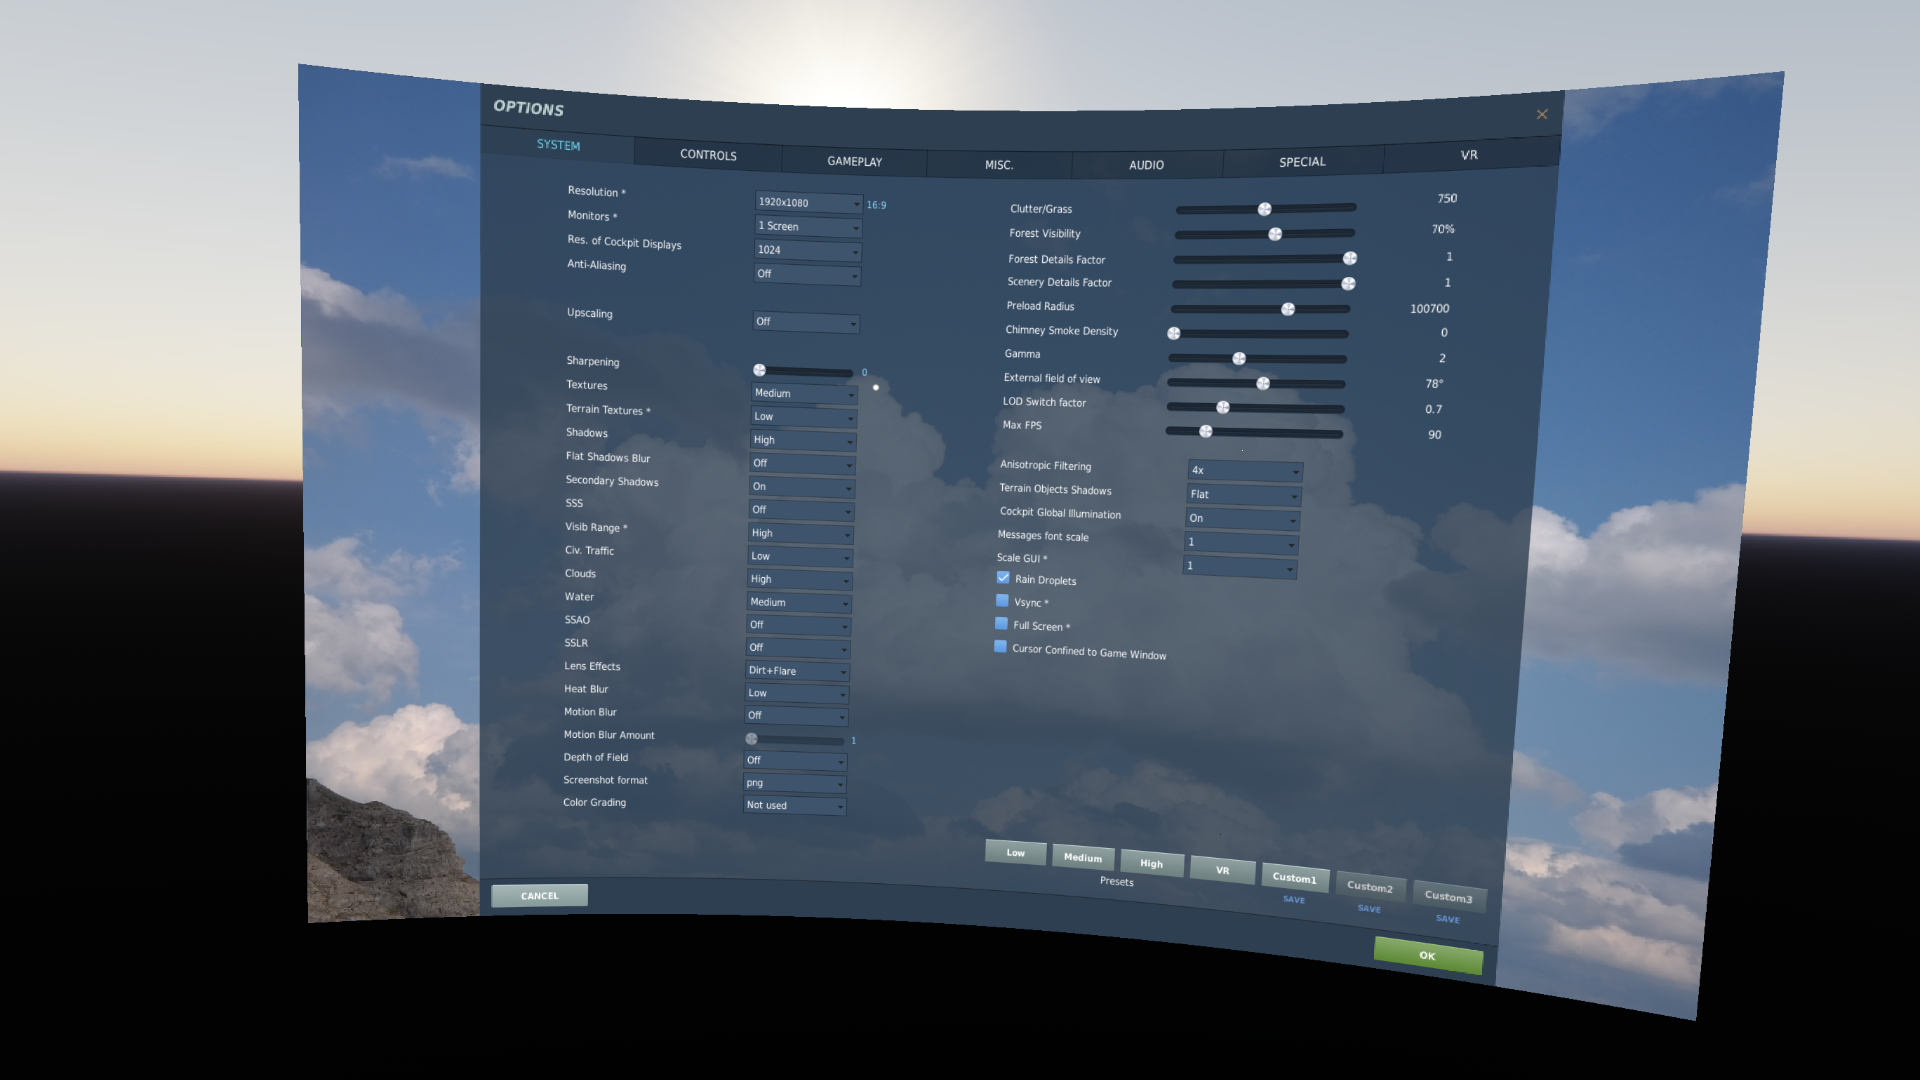 OPTIONS
SYSTEM CONTROLS GAMEPLAY MISC. AUDIO SPECIAL VR
Resolution * 1920x1080 16:9
Monitors * 1 Screen
Res. of Cockpit Displays 1024
Anti-Aliasing Off
Upscaling Off
Sharpening 0
Textures Medium
Terrain Textures * Low
Shadows High
Flat Shadows Blur Off
Secondary Shadows On
SSS Off
Visib Range * High
Civ. Traffic Low
Clouds High
Water Medium
SSAO Off
SSLR Off
Lens Effects Dirt+Flare
Heat Blur Low
Motion Blur Off
Motion Blur Amount 1
Depth of Field Off
Screenshot format png
Color Grading Not used
Clutter/Grass 750
Forest Visibility 70%
Forest Details Factor 1
Scenery Details Factor 1
Preload Radius 100700
Chimney Smoke Density 0
Gamma 2
External field of view 78°
LOD Switch factor 0.7
Max FPS 90
Anisotropic Filtering 4x
Terrain Objects Shadows Flat
Cockpit Global Illumination On
Messages font scale 1
Scale GUI * 1
Rain Droplets
Vsync *
Full Screen *
Cursor Confined to Game Window
Low Medium High VR Custom1 Custom2 Custom3
Presets SAVE SAVE SAVE
CANCEL OK